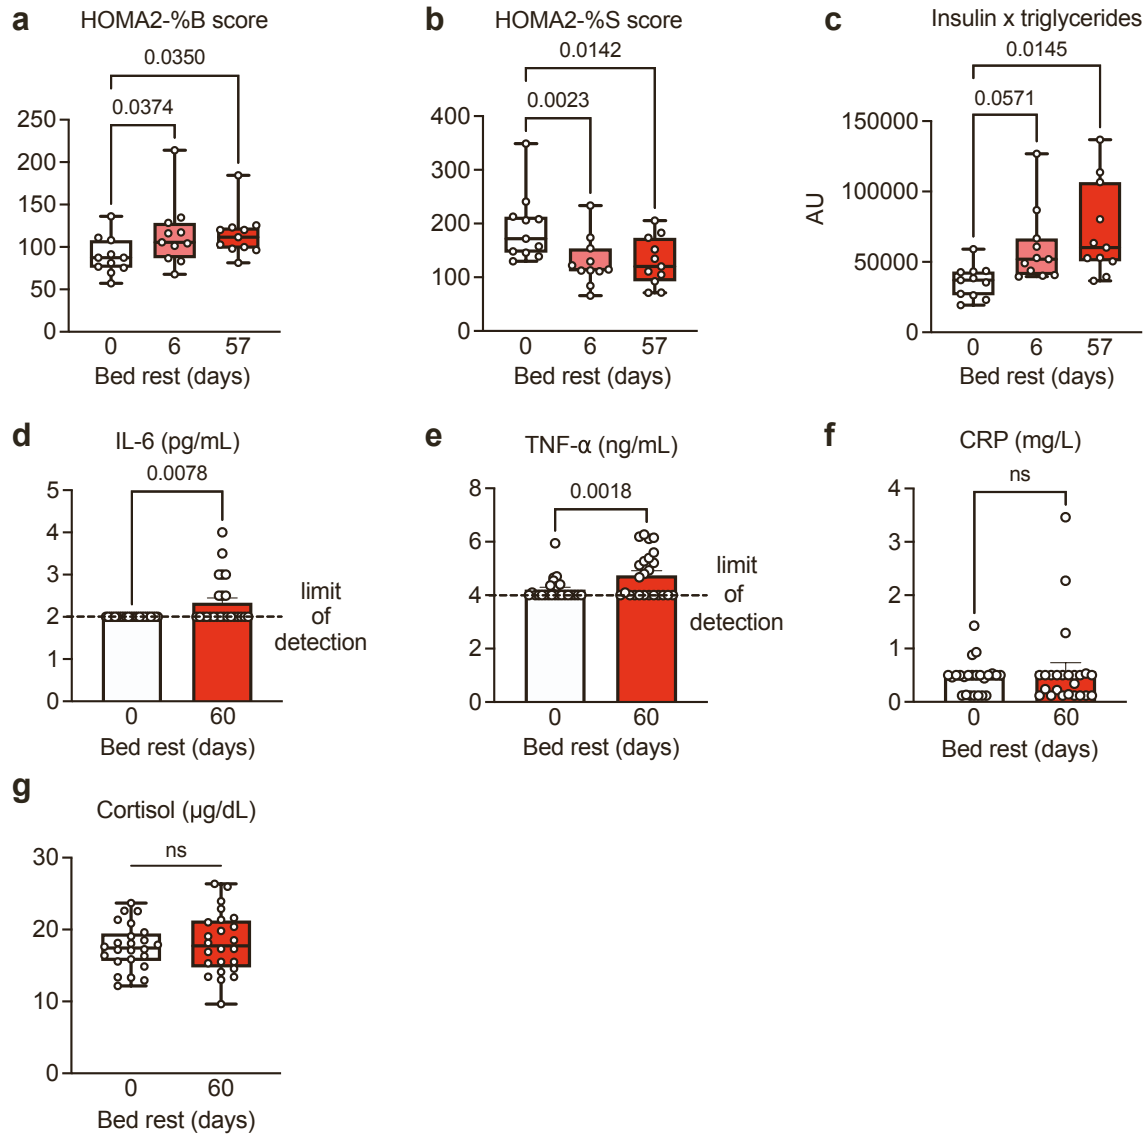 a
HOMA2-%B score
0.0350
0.0374
250
200
150
100
50
0
0 6 57
Bed rest (days)
b
HOMA2-%S score
0.0142
0.0023
400
300
200
100
0
0 6 57
Bed rest (days)
c
Insulin x triglycerides
0.0145
0.0571
150000
100000
50000
0
AU
0 6 57
Bed rest (days)
d
IL-6 (pg/mL)
0.0078
5
4
3
2
1
0
limit
of
detection
0 60
Bed rest (days)
e
TNF-α (ng/mL)
0.0018
8
6
4
2
0
limit
of
detection
0 60
Bed rest (days)
f
CRP (mg/L)
ns
4
3
2
1
0
0 60
Bed rest (days)
g
Cortisol (µg/dL)
ns
30
20
10
0
0 60
Bed rest (days)